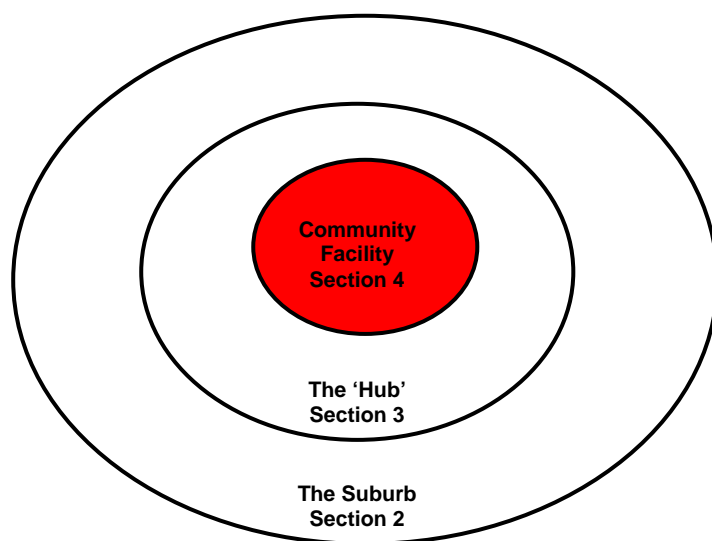 Community
Facility
Section 4
The ‘Hub’
Section 3
The Suburb
Section 2